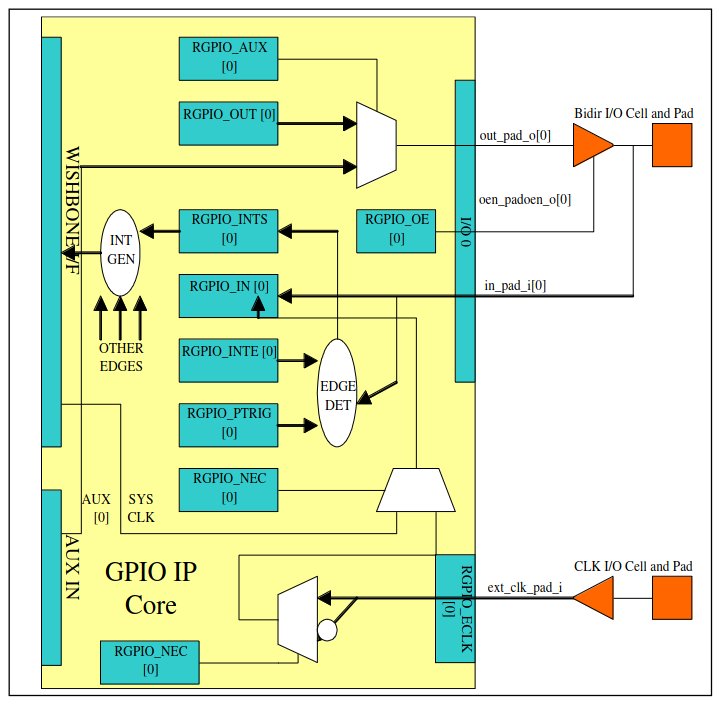 RGPIO_AUX
[0]
RGPIO_OUT [0]
Bidir I/O Cell and Pad
out_pad_o[0]
WISHBONE I/F
oen_padoen_o[0]
RGPIO_INTS
[0]
RGPIO_OE
[0]
I/O 0
INT
GEN
RGPIO_IN [0]
in_pad_i[0]
OTHER
EDGES
RGPIO_INTE [0]
EDGE
DET
RGPIO_PTRIG
[0]
RGPIO_NEC
[0]
AUX
[0]
SYS
CLK
AUX IN
GPIO IP
Core
RGPIO_ECLK
[0]
CLK I/O Cell and Pad
ext_clk_pad_i
RGPIO_NEC
[0]